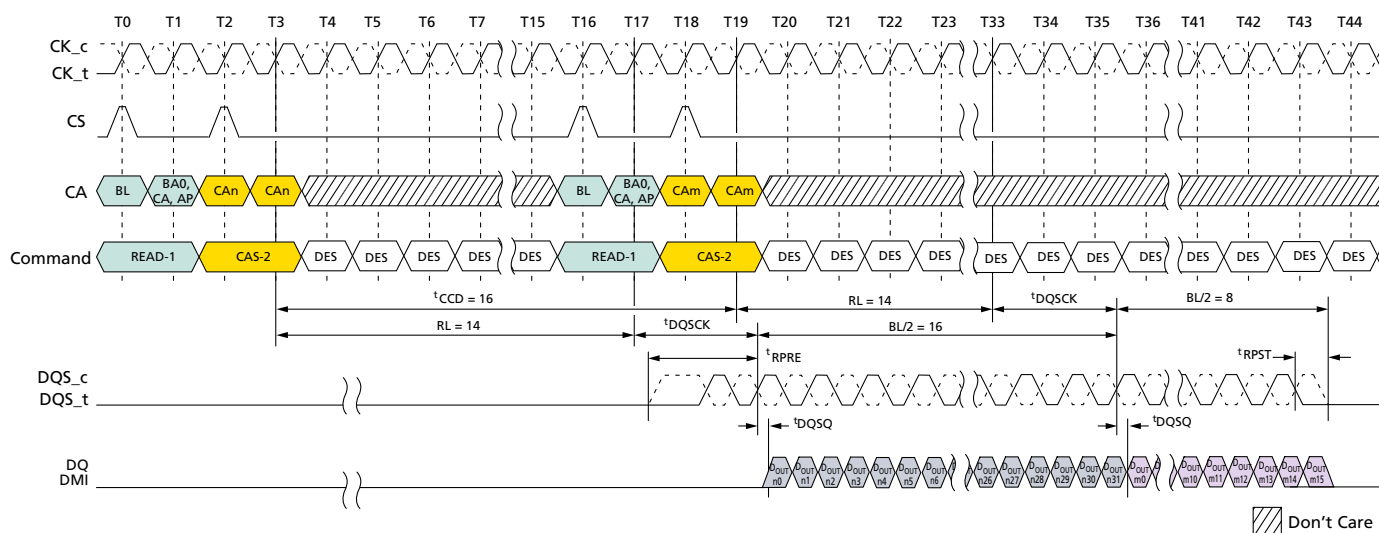 T0 T1 T2 T3 T4 T5 T6 T7 T15 T16 T17 T18 T19 T20 T21 T22 T23 T33 T34 T35 T36 T41 T42 T43 T44
CK_c
CK_t
CS
CA BL BA0, CA, AP CAn CAn BL BA0, CA, AP CAm CAm
Command READ-1 CAS-2 DES DES DES DES DES READ-1 CAS-2 DES DES DES DES DES DES DES DES DES DES DES DES
tCCD = 16 RL = 14 tDQSCK BL/2 = 8
RL = 14 tDQSCK BL/2 = 16
tRPRE tRPST
DQS_c
DQS_t
tDQSQ tDQSQ
DQ
DMI
DOUT n0 DOUT n1 DOUT n2 DOUT n3 DOUT n4 DOUT n5 DOUT n6 DOUT n26 DOUT n27 DOUT n28 DOUT n29 DOUT n30 DOUT n31 DOUT m0 DOUT m10 DOUT m11 DOUT m12 DOUT m13 DOUT m14 DOUT m15
Don't Care